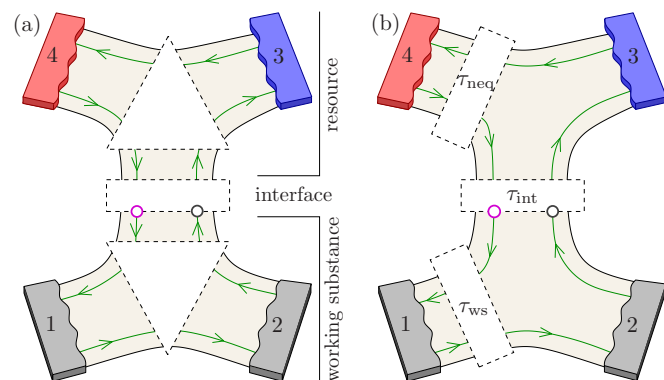 (a)
4
3
resource
interface
working substance
1
2
(b)
4
τneq
3
τint
τws
1
2